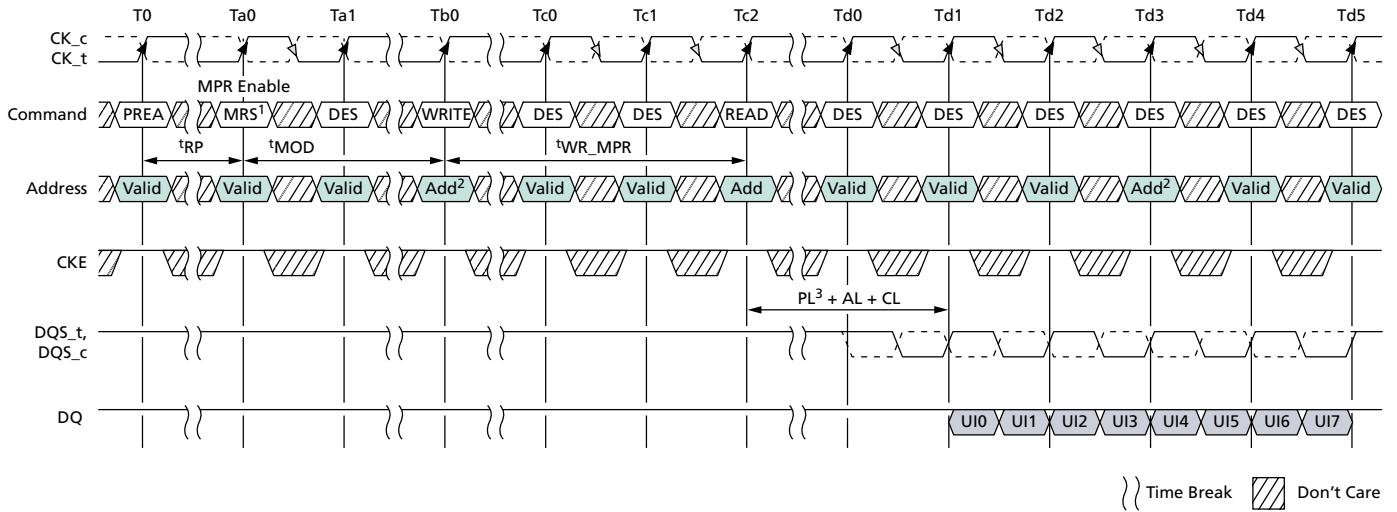 T0 Ta0 Ta1 Tb0 Tc0 Tc1 Tc2 Td0 Td1 Td2 Td3 Td4 Td5
CK_c
CK_t
MPR Enable
Command PREA MRS¹ DES WRITE DES DES READ DES DES DES DES DES DES
tRP tMOD tWR_MPR
Address Valid Valid Valid Add² Valid Valid Add Valid Valid Valid Add² Valid Valid
CKE
PL³ + AL + CL
DQS_t,
DQS_c
DQ UI0 UI1 UI2 UI3 UI4 UI5 UI6 UI7
Time Break Don't Care